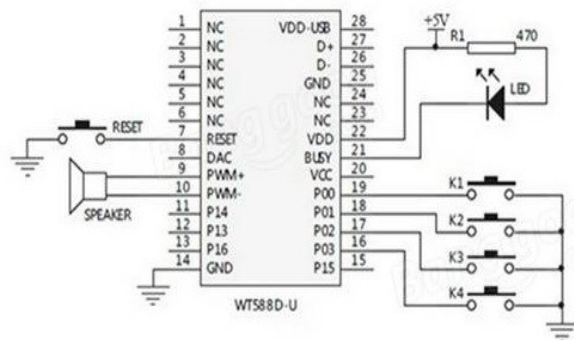 +5V
R1
470
LED
1 NC VDD-USB 28
2 NC D+ 27
3 NC D- 26
4 NC GND 25
5 NC NC 24
6 NC NC 23
RESET
7 RESET VDD 22
8 DAC BUSY 21
9 PWM+ VCC 20
10 PWM- P00 19
11 P14 P01 18
12 P13 P02 17
13 P16 P03 16
14 GND P15 15
SPEAKER
K1
K2
K3
K4
WT588D-U